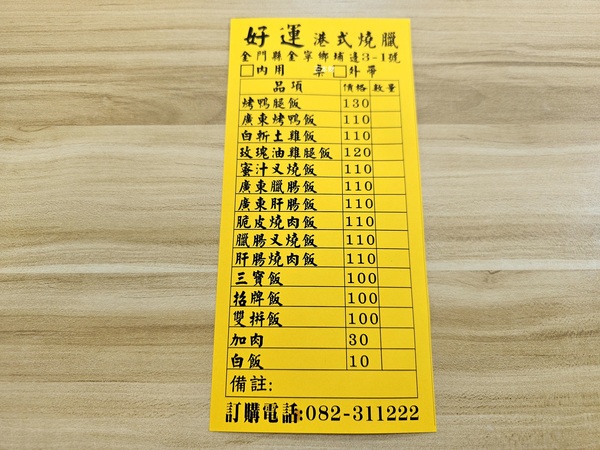 好運 港式燒臘
金門縣金寧鄉埔邊3-1號
□內用 桌 □外帶
品項 價格 數量
烤鴨腿飯 130
廣東烤鴨飯 110
白斬土雞飯 110
玫瑰油雞腿飯 120
蜜汁叉燒飯 110
廣東臘腸飯 110
廣東肝腸飯 110
脆皮燒肉飯 110
臘腸叉燒飯 110
肝腸燒肉飯 110
三寶飯 100
招牌飯 100
雙拼飯 100
加肉 30
白飯 10
備註:
訂購電話:082-311222